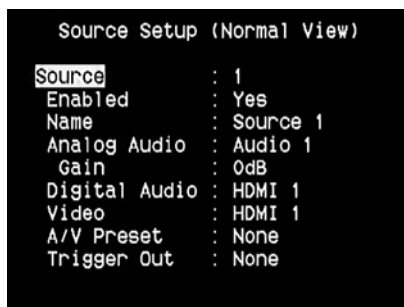 Source Setup (Normal View)
Source : 1
Enabled : Yes
Name : Source 1
Analog Audio : Audio 1
Gain : 0dB
Digital Audio : HDMI 1
Video : HDMI 1
A/V Preset : None
Trigger Out : None